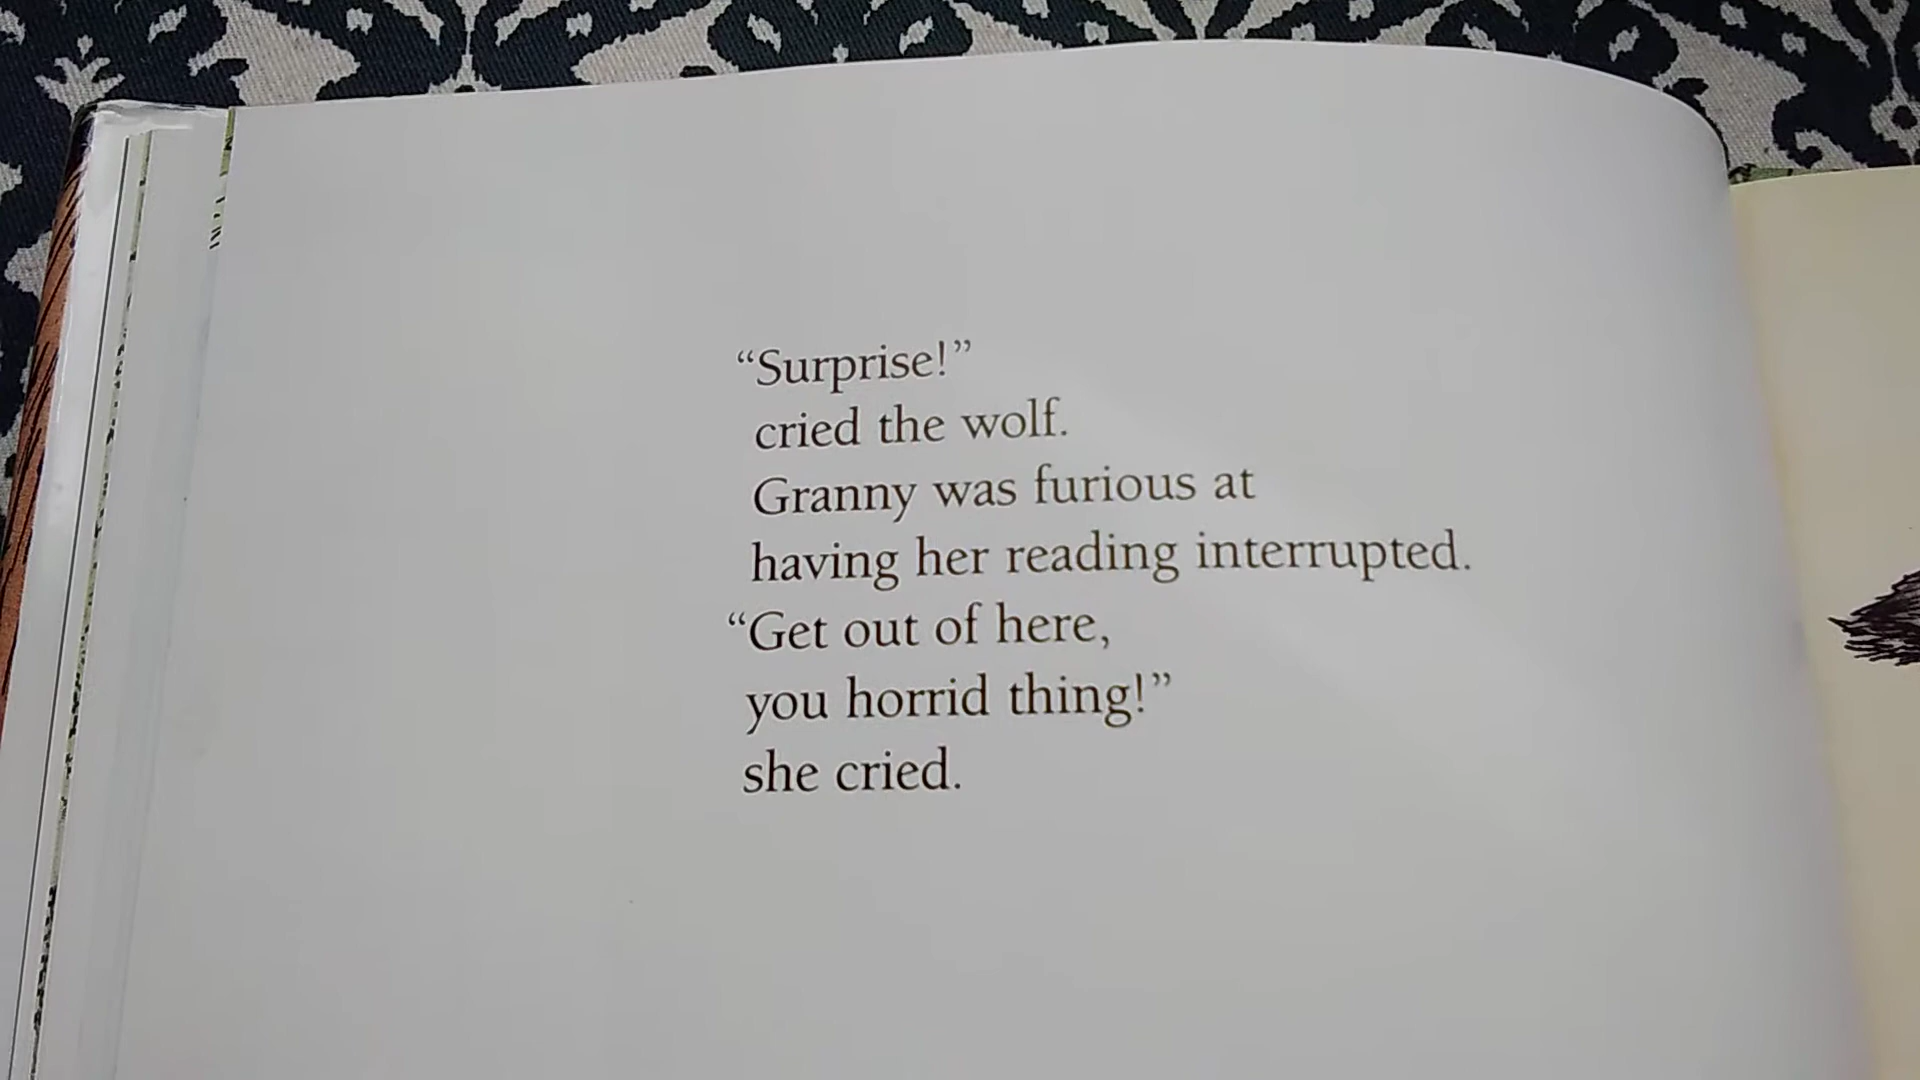 “Surprise!”
cried the wolf.
Granny was furious at
having her reading interrupted.
“Get out of here,
you horrid thing!”
she cried.